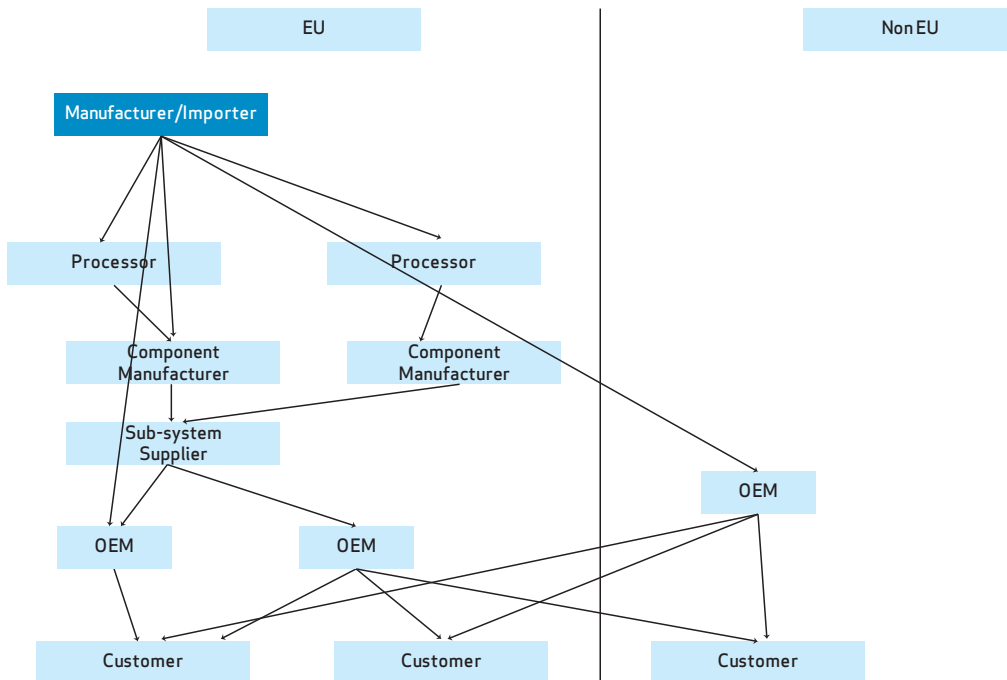 EU
Non EU
Manufacturer/Importer
Processor
Processor
Component
Manufacturer
Component
Manufacturer
Sub-system
Supplier
OEM
OEM
OEM
Customer
Customer
Customer